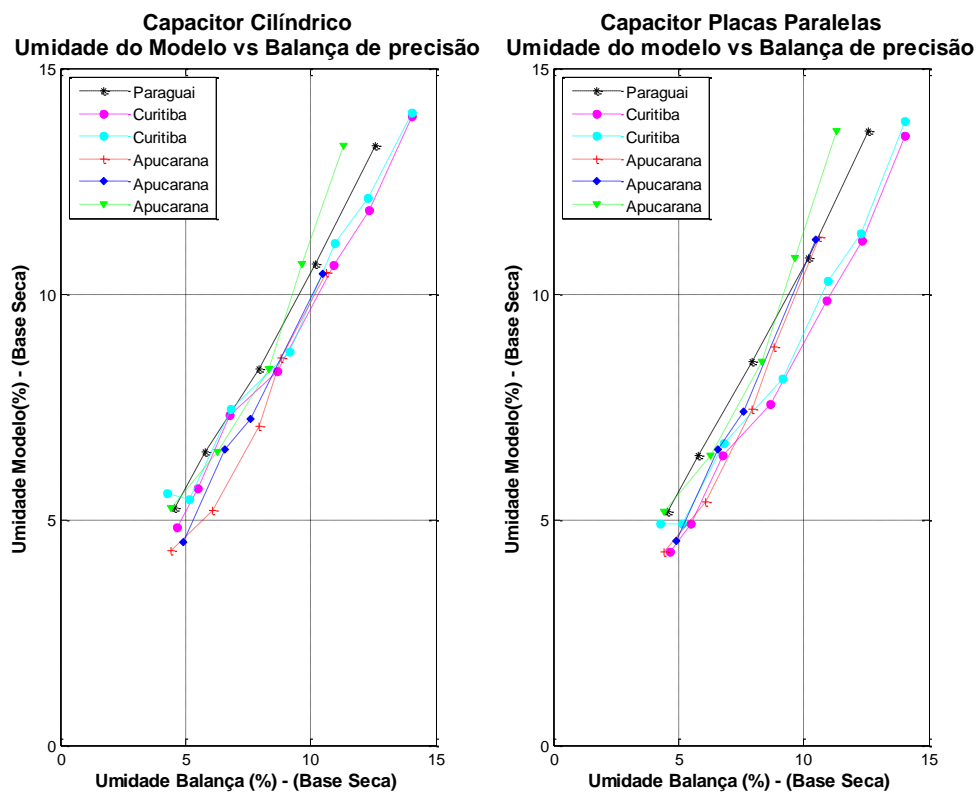 Capacitor Cilíndrico
Umidade do Modelo vs Balança de precisão
15
10
5
0
0
5
10
15
Umidade Modelo(%) - (Base Seca)
Umidade Balança (%) - (Base Seca)
Paraguai
Curitiba
Curitiba
Apucarana
Apucarana
Apucarana
Capacitor Placas Paralelas
Umidade do modelo vs Balança de precisão
15
10
5
0
0
5
10
15
Umidade Modelo(%) - (Base Seca)
Umidade Balança (%) - (Base Seca)
Paraguai
Curitiba
Curitiba
Apucarana
Apucarana
Apucarana